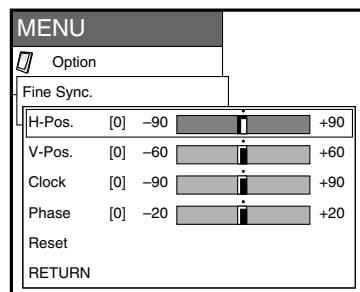 MENU
Option
Fine Sync.
H-Pos. [0] –90 +90
V-Pos. [0] –60 +60
Clock [0] –90 +90
Phase [0] –20 +20
Reset
RETURN